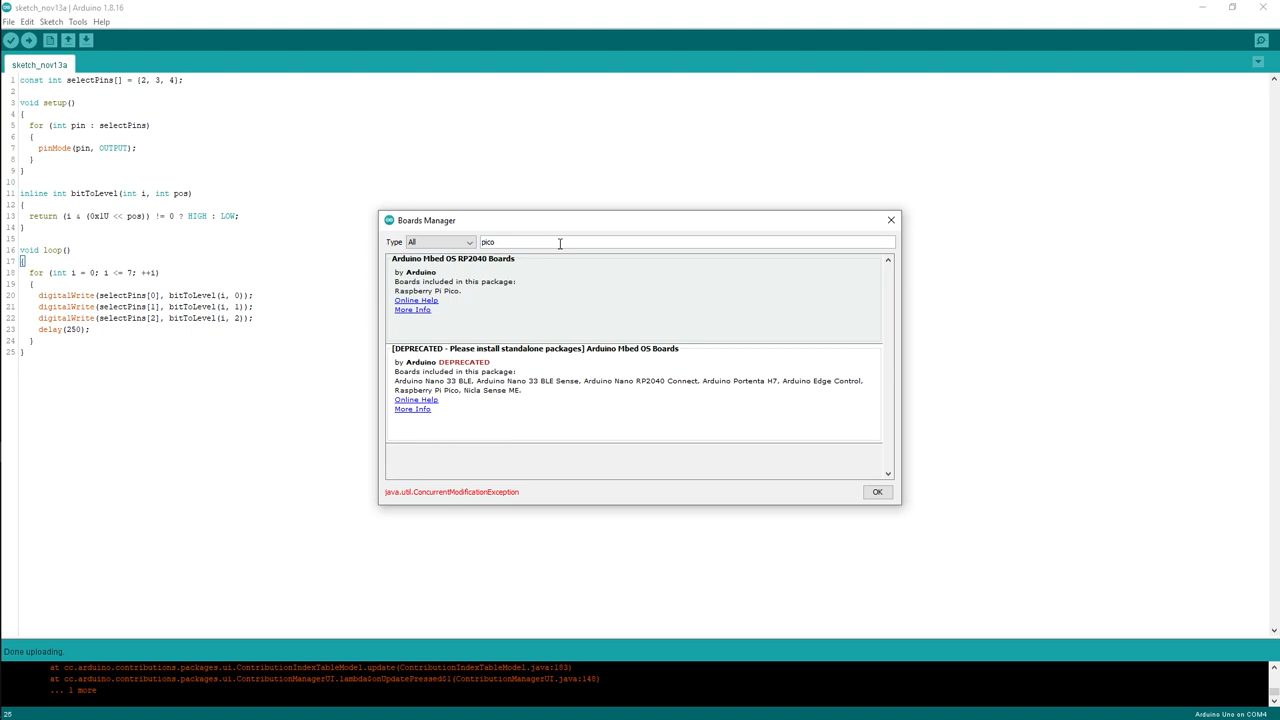 sketch_nov13a | Arduino 1.8.16
File Edit Sketch Tools Help
sketch_nov13a
1 const int selectPins[] = {2, 3, 4};
2
3 void setup()
4 {
5 for (int pin : selectPins)
6 {
7 pinMode(pin, OUTPUT);
8 }
9 }
10
11 inline int bitToLevel(int i, int pos)
12 {
13 return (i & (0x1U << pos)) != 0 ? HIGH : LOW;
14 }
15
16 void loop()
17 {
18 for (int i = 0; i <= 7; ++i)
19 {
20 digitalWrite(selectPins[0], bitToLevel(i, 0));
21 digitalWrite(selectPins[1], bitToLevel(i, 1));
22 digitalWrite(selectPins[2], bitToLevel(i, 2));
23 delay(250);
24 }
25 }
Boards Manager
Type All pico
Arduino Mbed OS RP2040 Boards
by Arduino
Boards included in this package:
Raspberry Pi Pico.
Online Help
More Info
[DEPRECATED - Please install standalone packages] Arduino Mbed OS Boards
by Arduino DEPRECATED
Boards included in this package:
Arduino Nano 33 BLE, Arduino Nano 33 BLE Sense, Arduino Nano RP2040 Connect, Arduino Portenta H7, Arduino Edge Control,
Raspberry Pi Pico, Nicla Sense ME.
Online Help
More Info
java.util.ConcurrentModificationException
OK
Done uploading.
at cc.arduino.contributions.packages.ui.ContributionIndexTableModel.update(ContributionIndexTableModel.java:183)
at cc.arduino.contributions.packages.ui.ContributionManagerUI.lambda$onUpdatePressed$1(ContributionManagerUI.java:148)
... 1 more
25
Arduino Uno on COM4